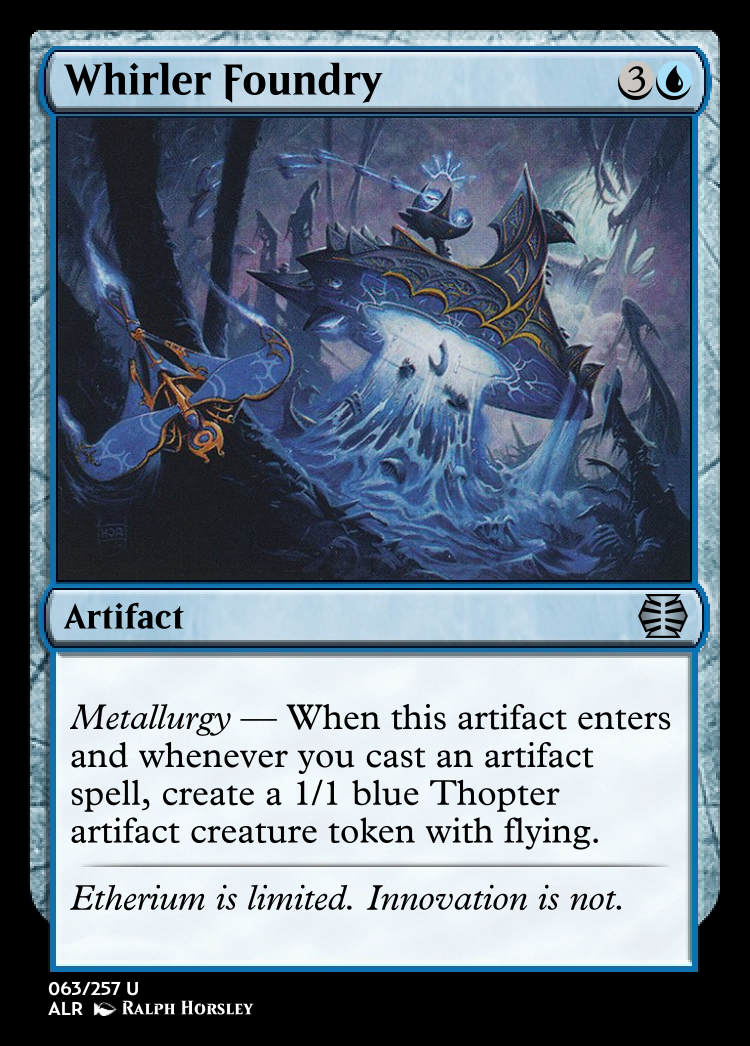 Whirler Foundry 3
Artifact
Metallurgy — When this artifact enters
and whenever you cast an artifact
spell, create a 1/1 blue Thopter
artifact creature token with flying.
Etherium is limited. Innovation is not.
063/257 U
ALR Ralph Horsley